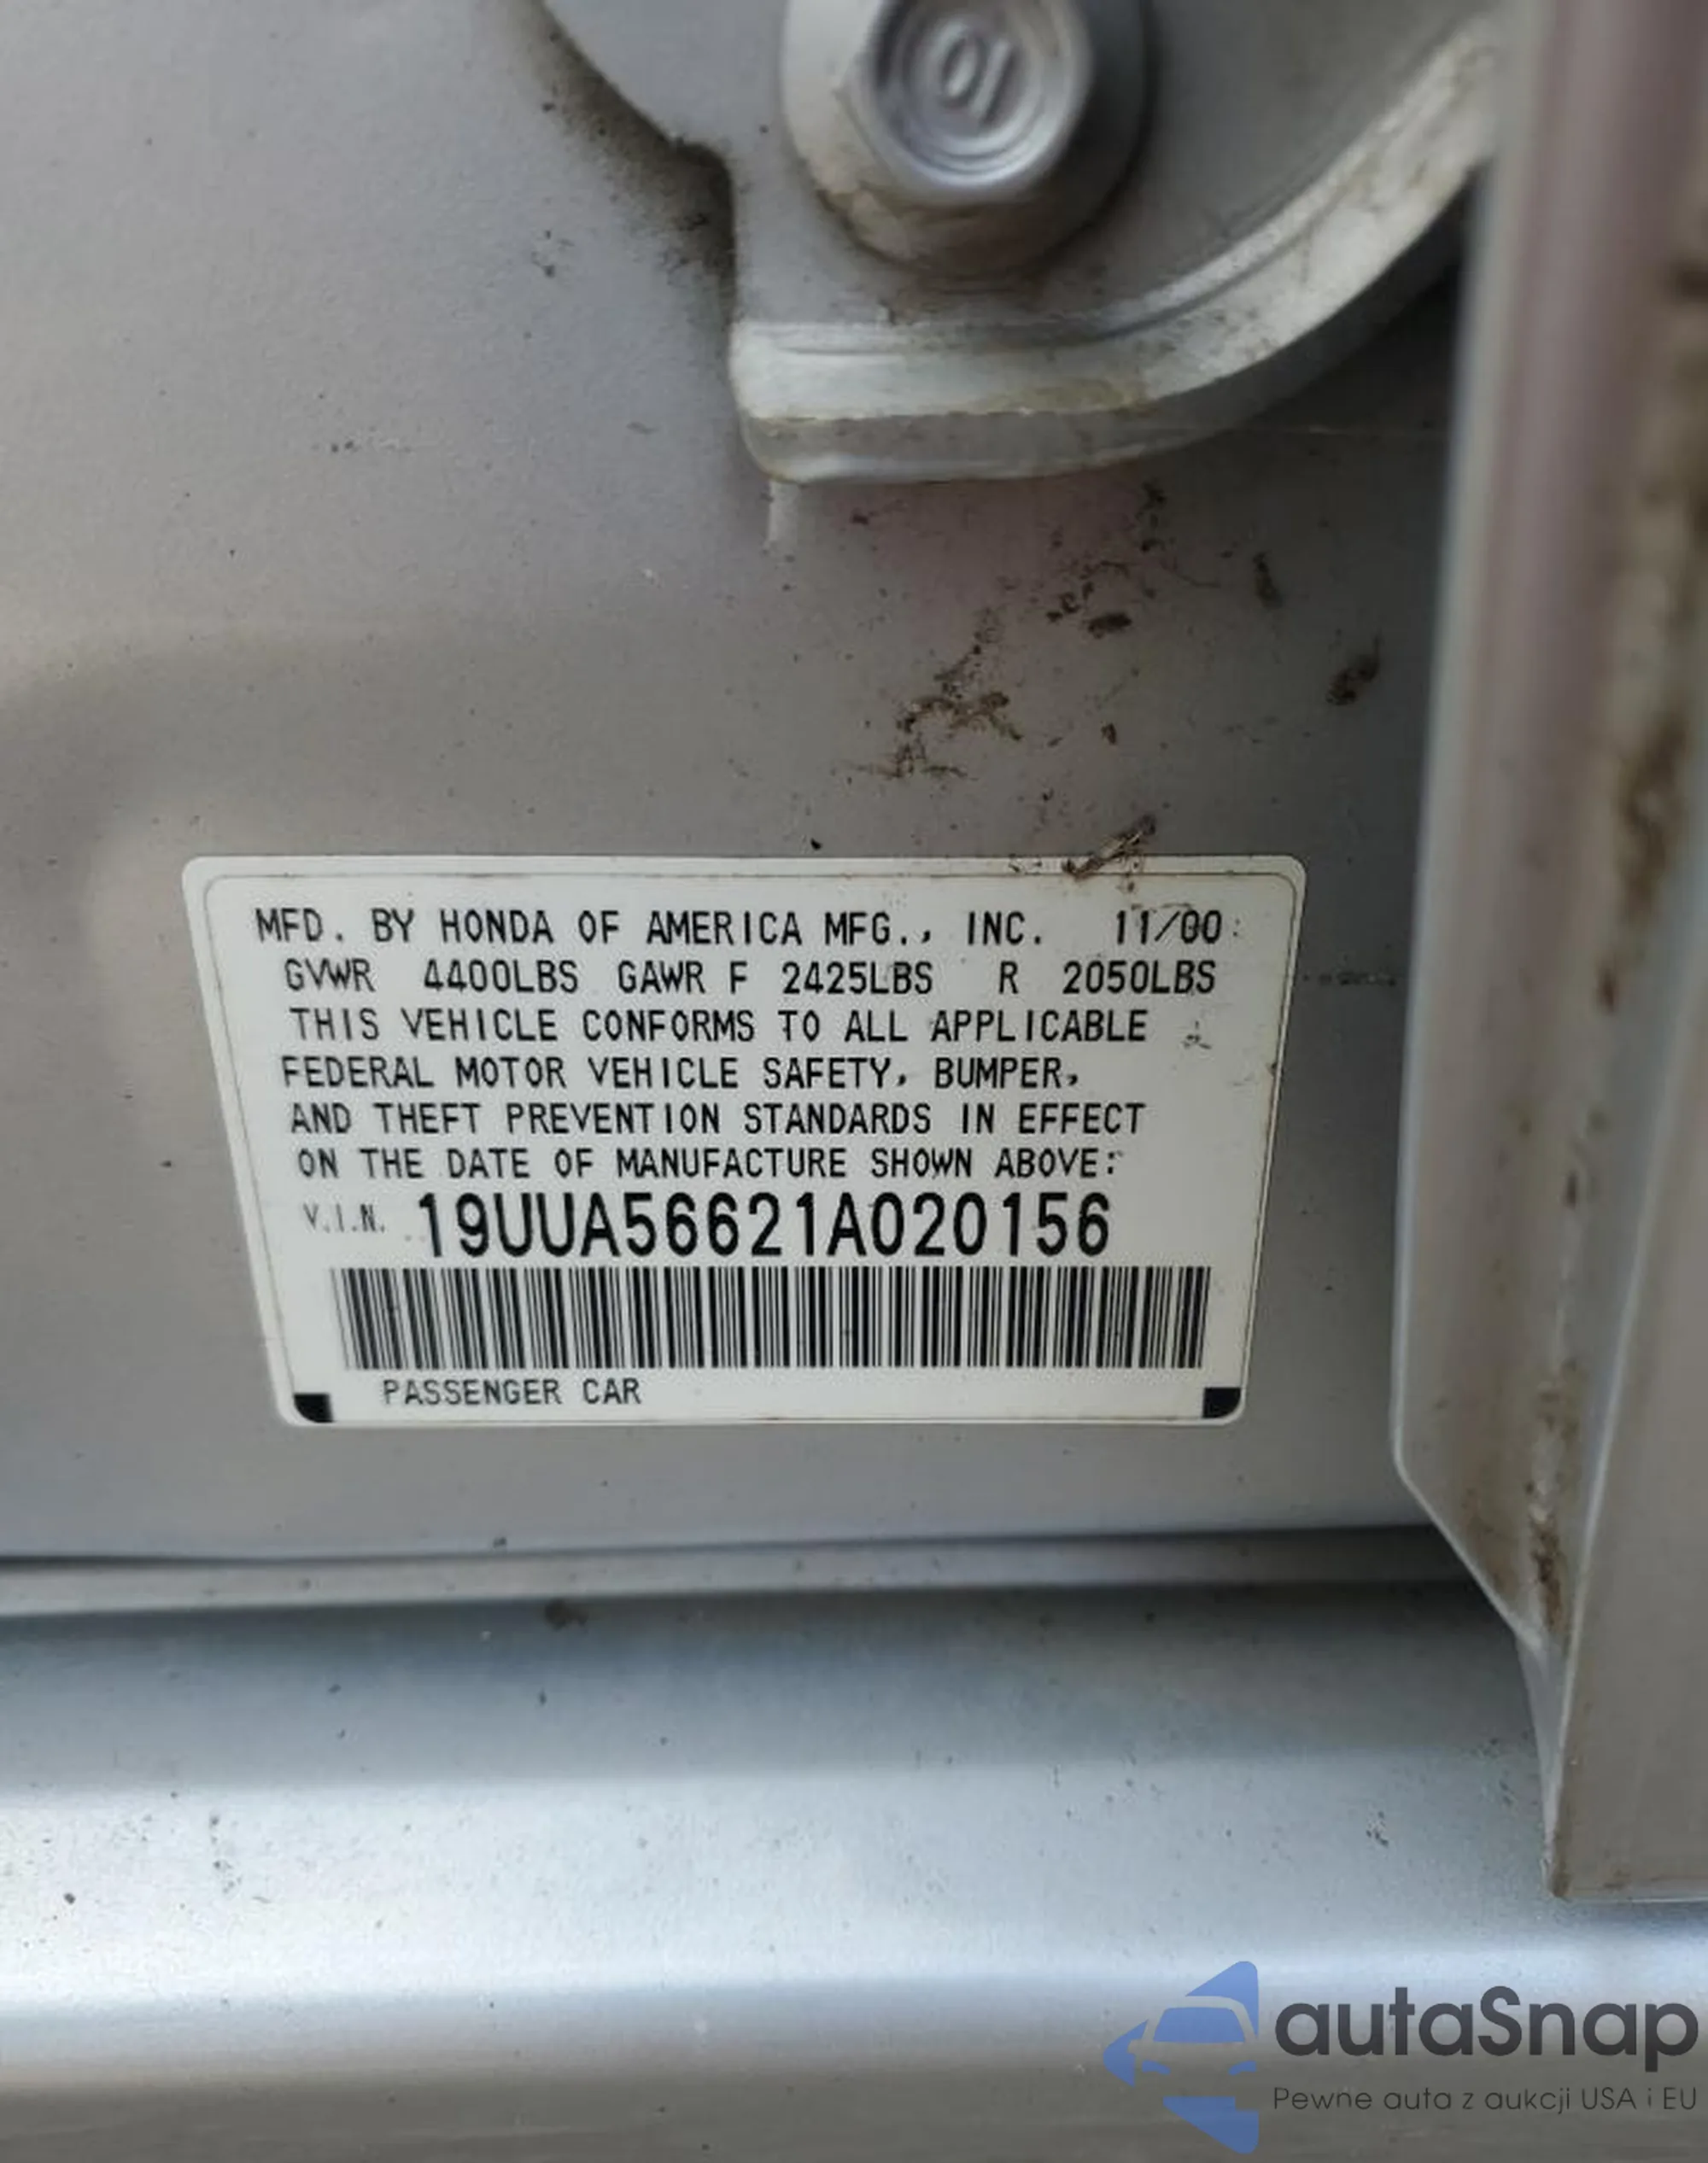 10
MFD. BY HONDA OF AMERICA MFG., INC. 11/00
GVWR 4400LBS GAWR F 2425LBS R 2050LBS
THIS VEHICLE CONFORMS TO ALL APPLICABLE
FEDERAL MOTOR VEHICLE SAFETY, BUMPER,
AND THEFT PREVENTION STANDARDS IN EFFECT
ON THE DATE OF MANUFACTURE SHOWN ABOVE:
V.I.N. 19UUA56621A020156
PASSENGER CAR
autaSnap
Pewne auta z aukcji USA i EU